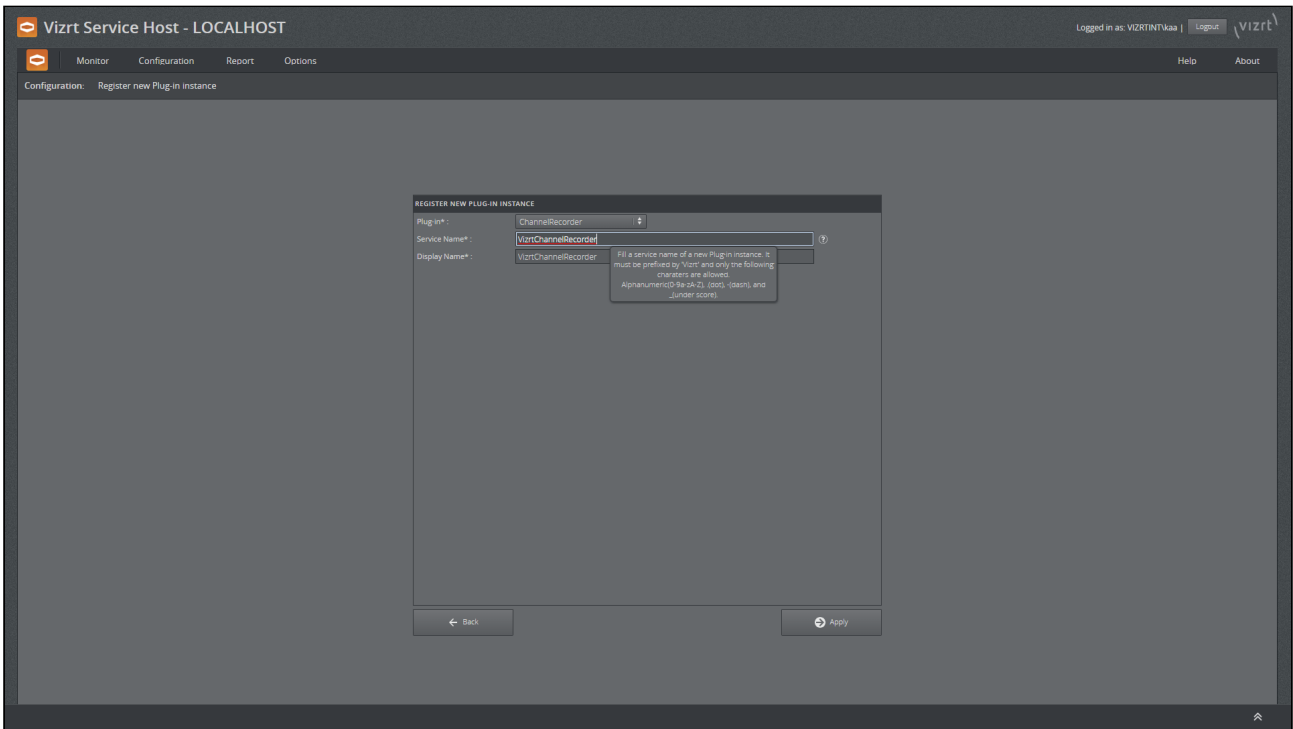 Vizrt Service Host - LOCALHOST
Logged in as: VIZRTINT\kaa | Logout
vizrt
Monitor Configuration Report Options Help About
Configuration: Register new Plug-in instance
REGISTER NEW PLUG-IN INSTANCE
Plug-in* : ChannelRecorder
Service Name* : VizrtChannelRecorder
Display Name* : VizrtChannelRecorder
Fill a service name of a new Plug-in instance. It
must be prefixed by 'Vizrt' and only the following
charaters are allowed.
Alphanumeric(0-9a-zA-Z), .(dot), -(dash), and
_(under score).
Back Apply